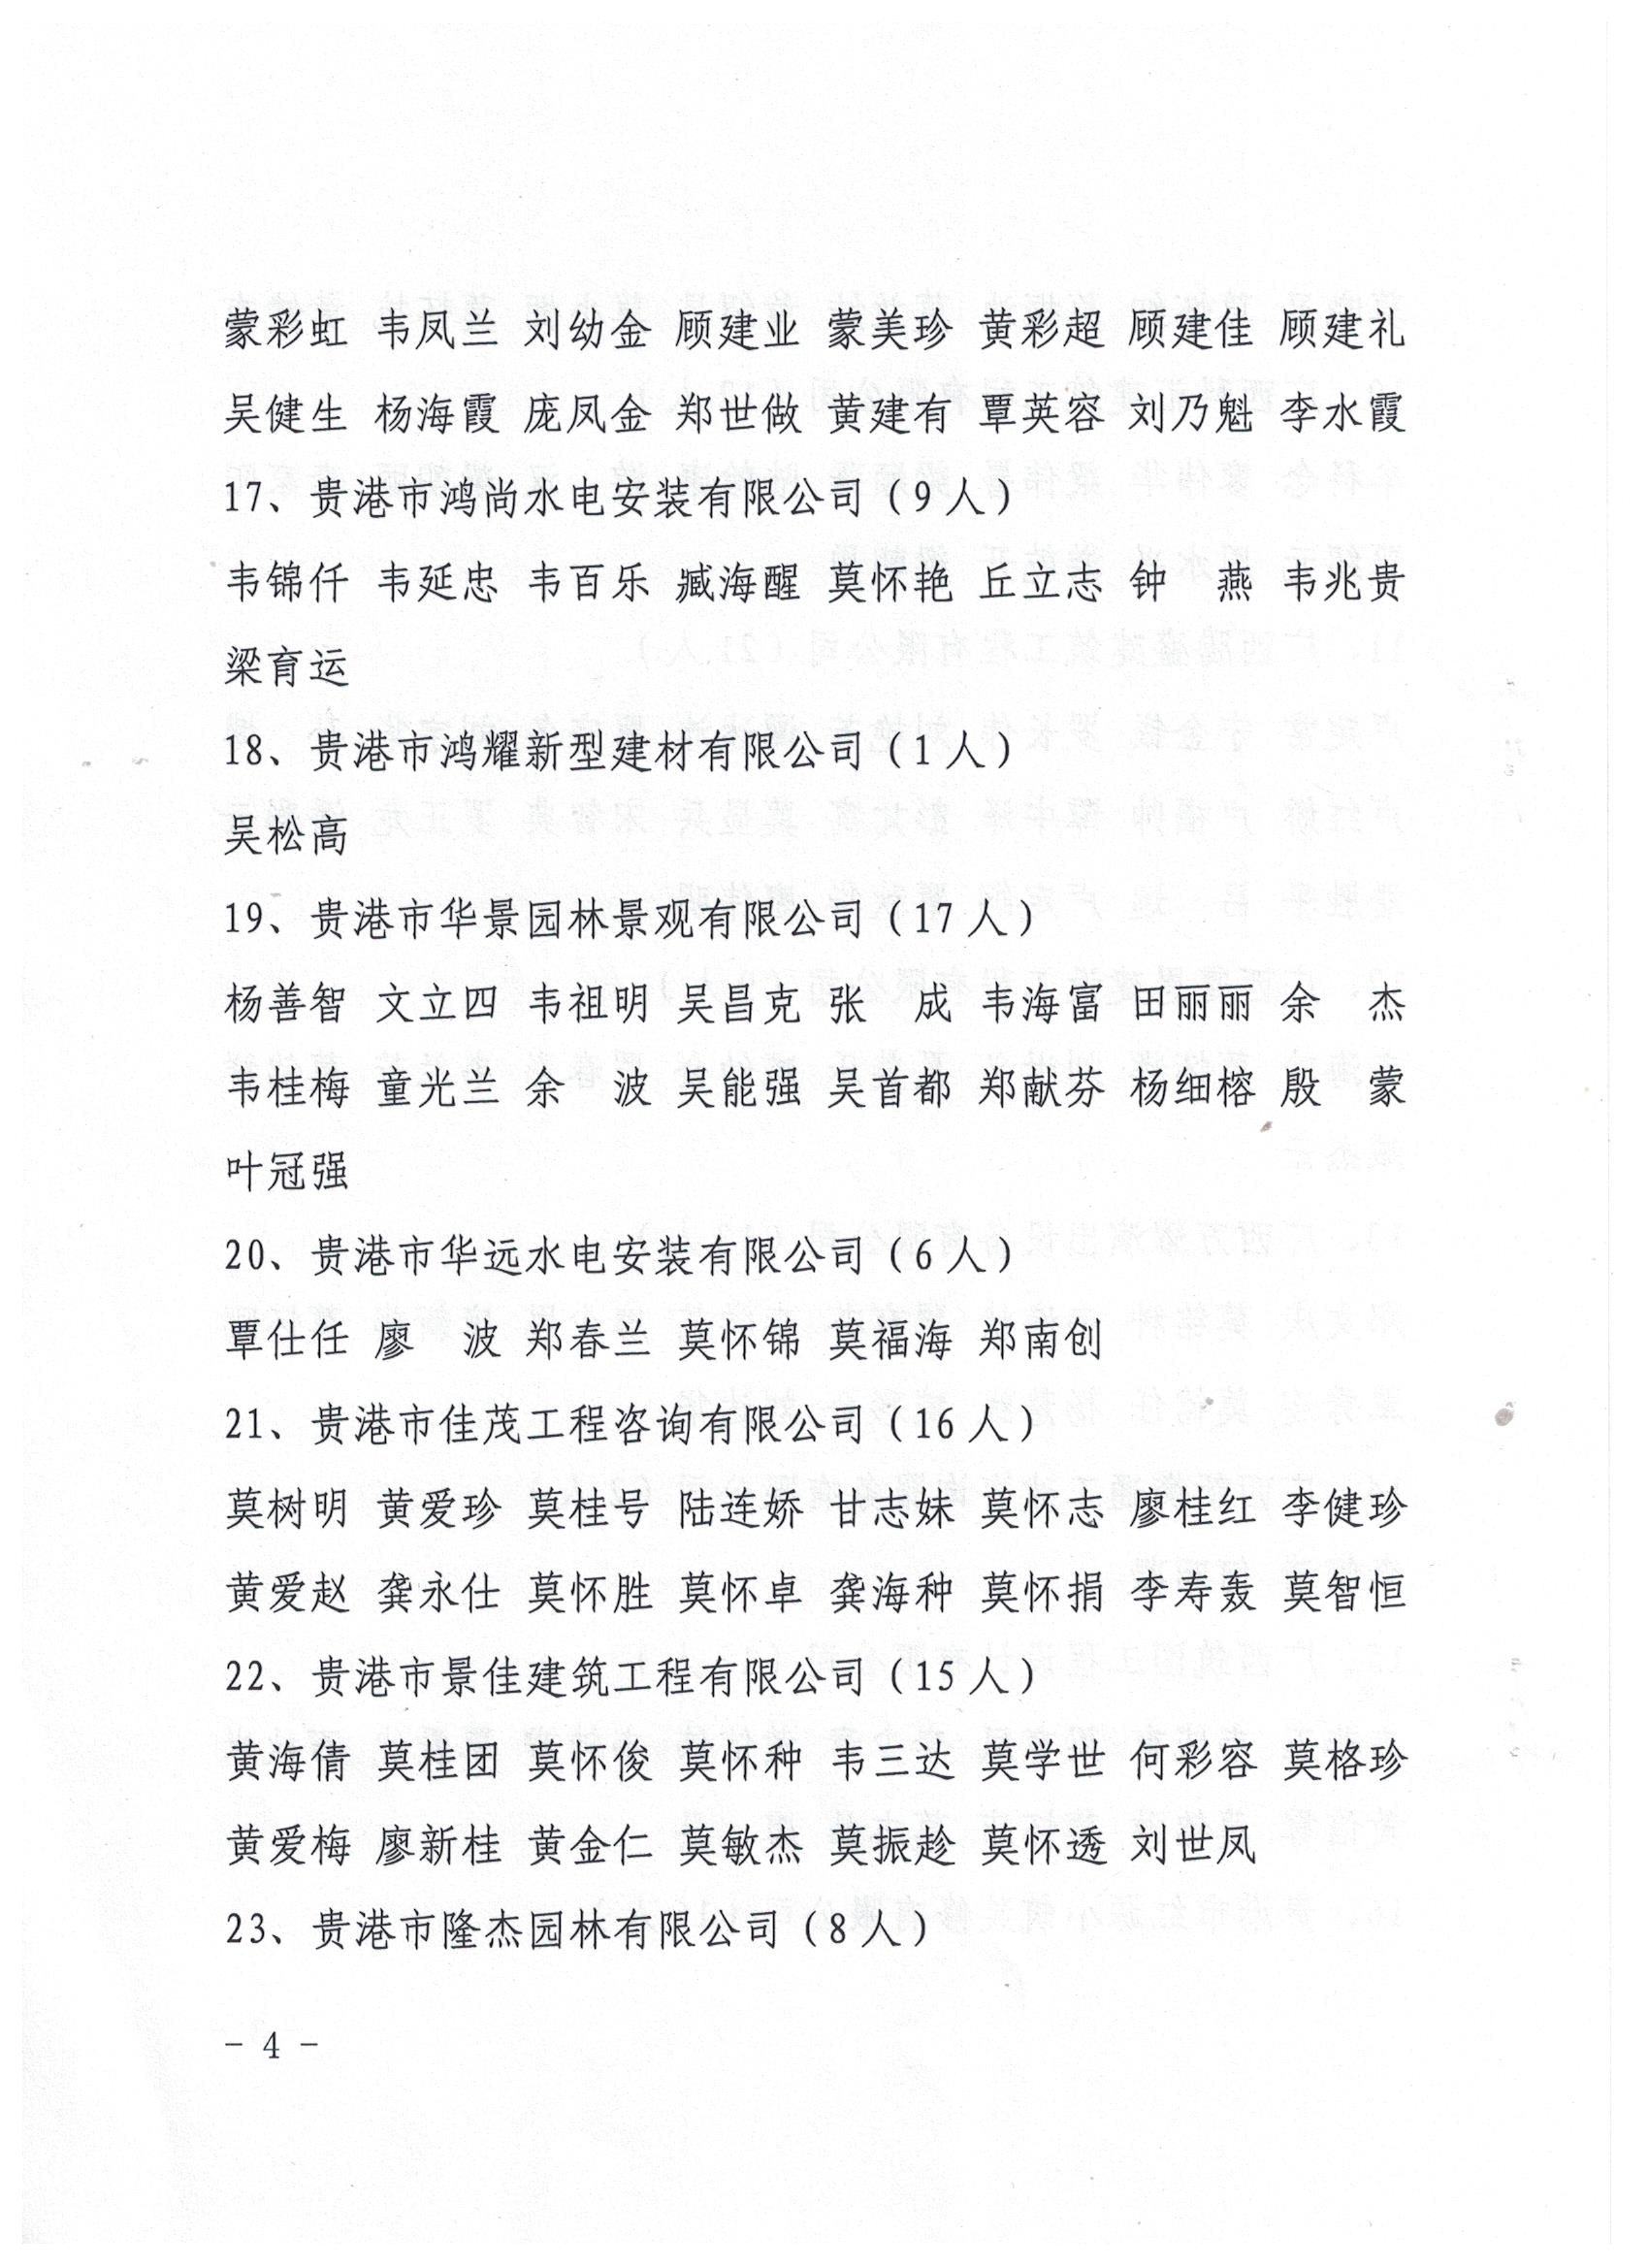 蒙彩虹 韦凤兰 刘幼金 顾建业 蒙美珍 黄彩超 顾建佳 顾建礼
吴健生 杨海霞 庞凤金 郑世做 黄建有 覃英容 刘乃魁 李水霞
17、贵港市鸿尚水电安装有限公司（9人）
韦锦仟 韦延忠 韦百乐 臧海醒 莫怀艳 丘立志 钟 燕 韦兆贵
梁育运
18、贵港市鸿耀新型建材有限公司（1人）
吴松高
19、贵港市华景园林景观有限公司（17人）
杨善智 文立四 韦祖明 吴昌克 张 成 韦海富 田丽丽 余 杰
韦桂梅 童光兰 余 波 吴能强 吴首都 郑献芬 杨细榕 殷 蒙
叶冠强
20、贵港市华远水电安装有限公司（6人）
覃仕任 廖 波 郑春兰 莫怀锦 莫福海 郑南创
21、贵港市佳茂工程咨询有限公司（16人）
莫树明 黄爱珍 莫桂号 陆连娇 甘志妹 莫怀志 廖桂红 李健珍
黄爱赵 龚永仕 莫怀胜 莫怀卓 龚海种 莫怀捐 李寿轰 莫智恒
22、贵港市景佳建筑工程有限公司（15人）
黄海倩 莫桂团 莫怀俊 莫怀种 韦三达 莫学世 何彩容 莫格珍
黄爱梅 廖新桂 黄金仁 莫敏杰 莫振趁 莫怀透 刘世凤
23、贵港市隆杰园林有限公司（8人）
- 4 -